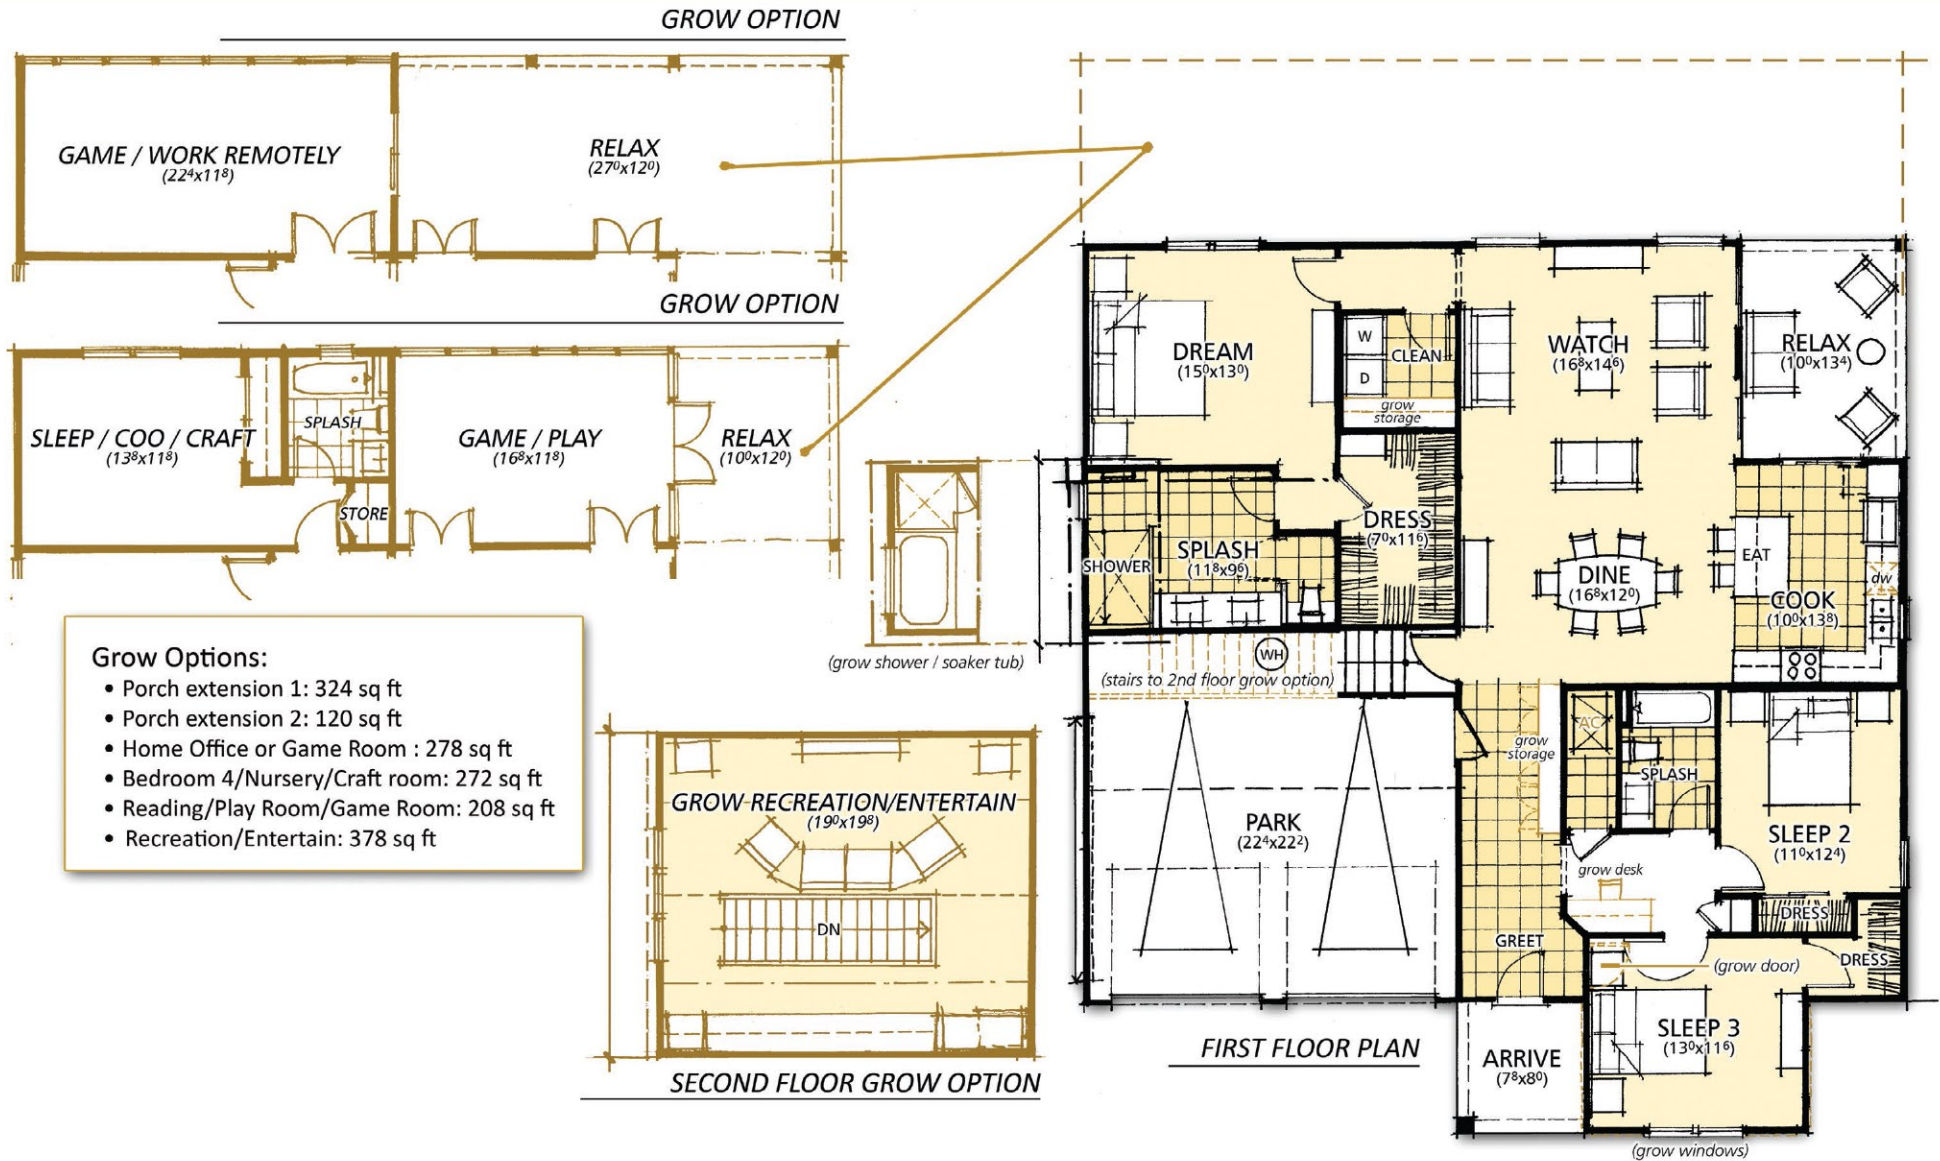 GROW OPTION
GAME / WORK REMOTELY
(22⁴x11⁸)
RELAX
(27⁰x12⁰)
GROW OPTION
SLEEP / COO / CRAFT
(13⁸x11⁸)
SPLASH
STORE
GAME / PLAY
(16⁸x11⁸)
RELAX
(10⁰x12⁰)
(grow shower / soaker tub)
Grow Options:
• Porch extension 1: 324 sq ft
• Porch extension 2: 120 sq ft
• Home Office or Game Room : 278 sq ft
• Bedroom 4/Nursery/Craft room: 272 sq ft
• Reading/Play Room/Game Room: 208 sq ft
• Recreation/Entertain: 378 sq ft
GROW RECREATION/ENTERTAIN
(19⁰x19⁸)
DN
SECOND FLOOR GROW OPTION
DREAM
(15⁰x13⁰)
W
D
CLEAN
grow
storage
WATCH
(16⁸x14⁶)
RELAX
(10⁰x13⁴)
SHOWER
SPLASH
(11⁸x9⁶)
DRESS
(7⁰x11⁶)
DINE
(16⁸x12⁰)
EAT
dw
COOK
(10⁰x13⁸)
WH
(stairs to 2nd floor grow option)
grow
storage
AC
SPLASH
SLEEP 2
(11⁰x12⁴)
PARK
(22⁴x22²)
grow desk
DRESS
GREET
DRESS
(grow door)
SLEEP 3
(13⁰x11⁶)
ARRIVE
(7⁸x8⁰)
FIRST FLOOR PLAN
(grow windows)